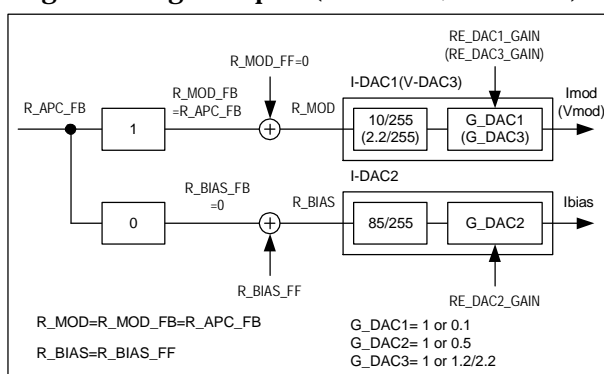 RE_DAC1_GAIN
(RE_DAC3_GAIN)
R_MOD_FF=0
I-DAC1(V-DAC3)
Imod
(Vmod)
R_APC_FB
R_MOD_FB
=R_APC_FB
R_MOD
1
10/255
(2.2/255)
G_DAC1
(G_DAC3)
I-DAC2
R_BIAS_FB
=0
R_BIAS
Ibias
0
85/255
G_DAC2
R_BIAS_FF
RE_DAC2_GAIN
R_MOD=R_MOD_FB=R_APC_FB
R_BIAS=R_BIAS_FF
G_DAC1= 1 or 0.1
G_DAC2= 1 or 0.5
G_DAC3= 1 or 1.2/2.2